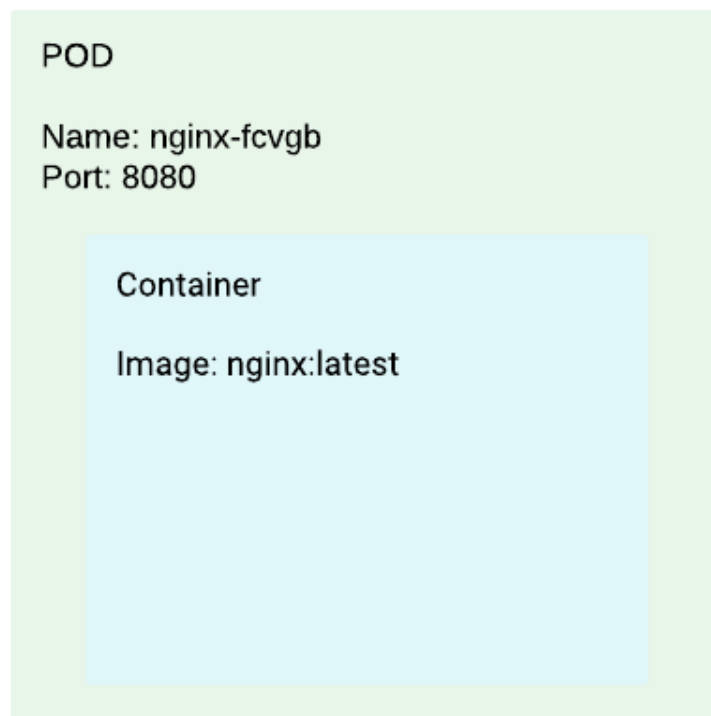 POD
Name: nginx-fcvgb
Port: 8080
Container
Image: nginx:latest